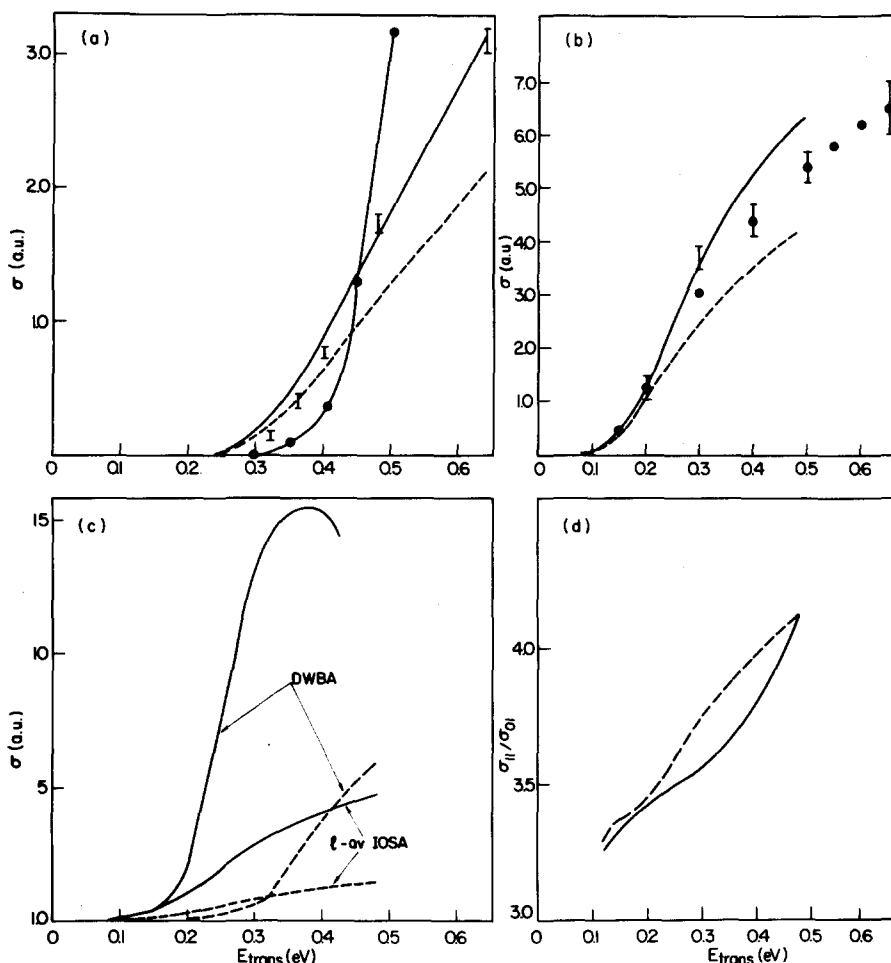 (a)
3.0
2.0
1.0
σ (a.u.)
0 0.1 0.2 0.3 0.4 0.5 0.6
(b)
7.0
6.0
5.0
4.0
3.0
2.0
1.0
σ (a.u)
0 0.1 0.2 0.3 0.4 0.5 0.6
(c)
15
10
5
1.0
σ (a.u.)
DWBA
ℓ-av IOSA
0.1 0.2 0.3 0.4 0.5 0.6
Etrans(eV)
(d)
4.0
3.5
3.0
σ11/σ01
0 0.1 0.2 0.3 0.4 0.5 0.6
Etrans(eV)